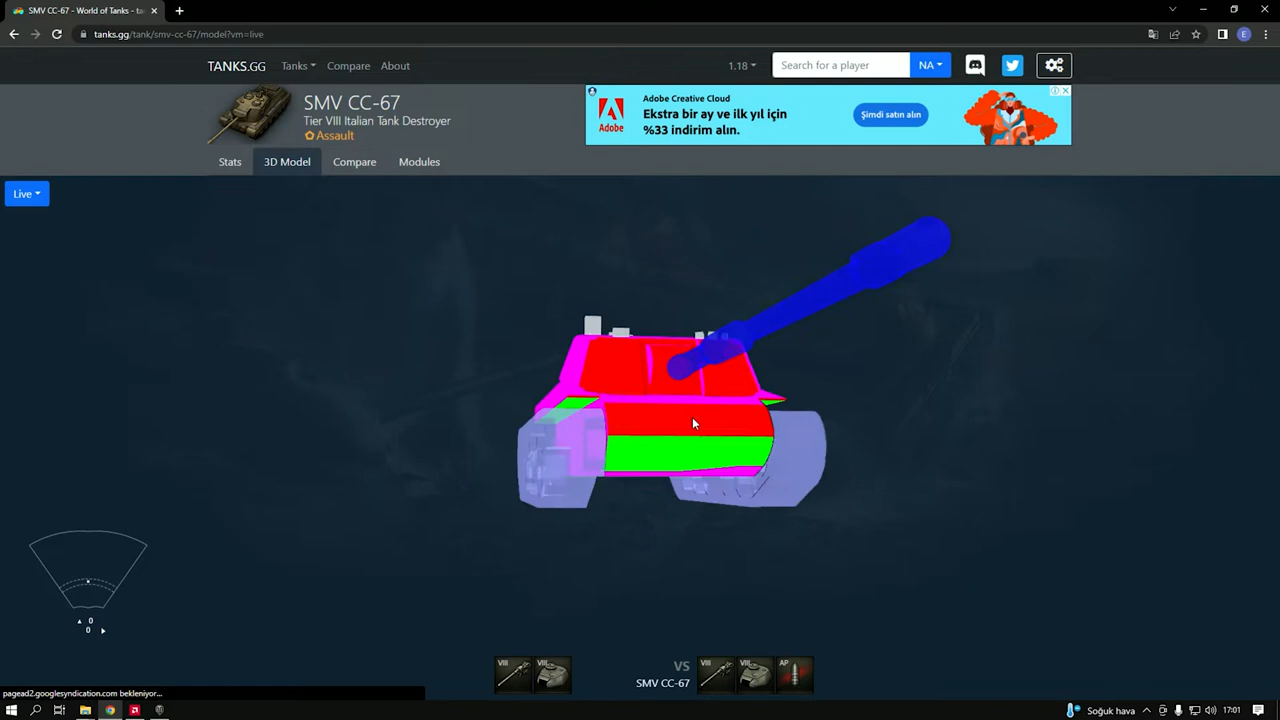 SMV CC-67 - World of Tanks - ta
tanks.gg/tank/smv-cc-67/model?vm=live
E
TANKS.GG
Tanks
Compare
About
1.18
Search for a player
NA
SMV CC-67
Tier VIII Italian Tank Destroyer
Assault
Adobe
Adobe Creative Cloud
Ekstra bir ay ve ilk yıl için
%33 indirim alın.
Şimdi satın alın
Stats
3D Model
Compare
Modules
Live
0
0
VIII
VIII
VS
SMV CC-67
VIII
VIII
AP
pagead2.googlesyndication.com bekleniyor...
Soğuk hava
17:01